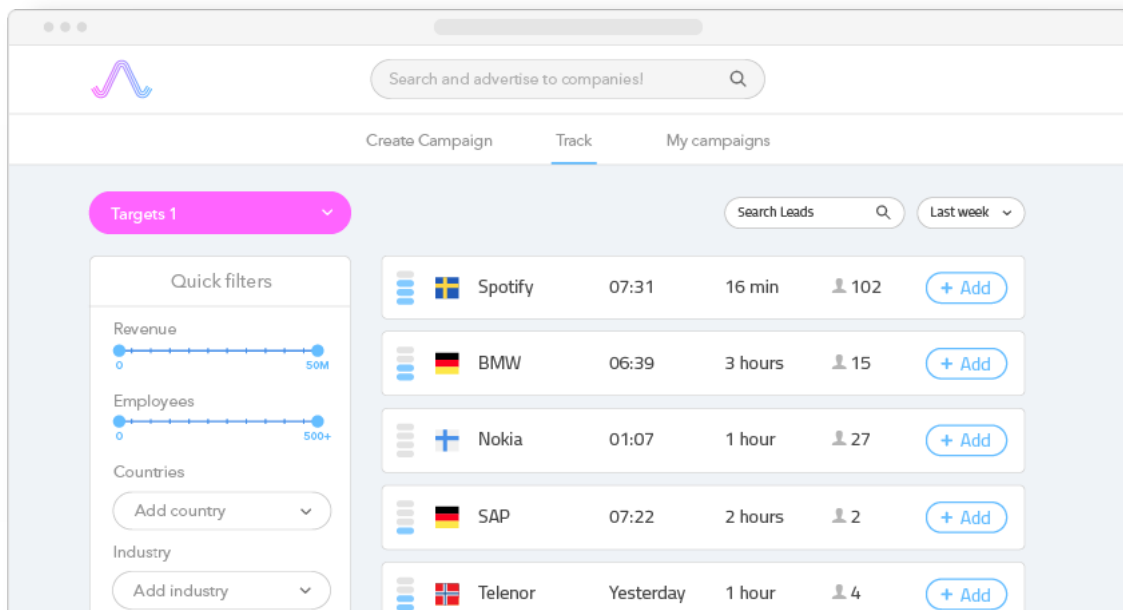 Search and advertise to companies!
Create Campaign Track My campaigns
Targets 1
Search Leads Last week
Quick filters
Revenue
0 50M
Employees
0 500+
Countries
Add country
Industry
Add industry
Spotify 07:31 16 min 102 + Add
BMW 06:39 3 hours 15 + Add
Nokia 01:07 1 hour 27 + Add
SAP 07:22 2 hours 2 + Add
Telenor Yesterday 1 hour 4 + Add